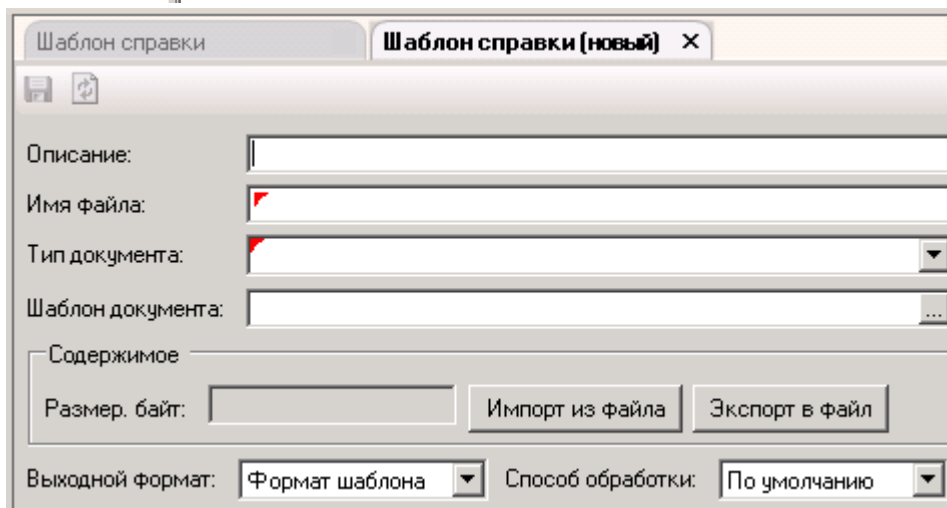 Шаблон справки Шаблон справки (новый) X
Описание:
Имя файла:
Тип документа:
Шаблон документа: ...
Содержимое
Размер. байт: Импорт из файла Экспорт в файл
Выходной формат: Формат шаблона Способ обработки: По умолчанию